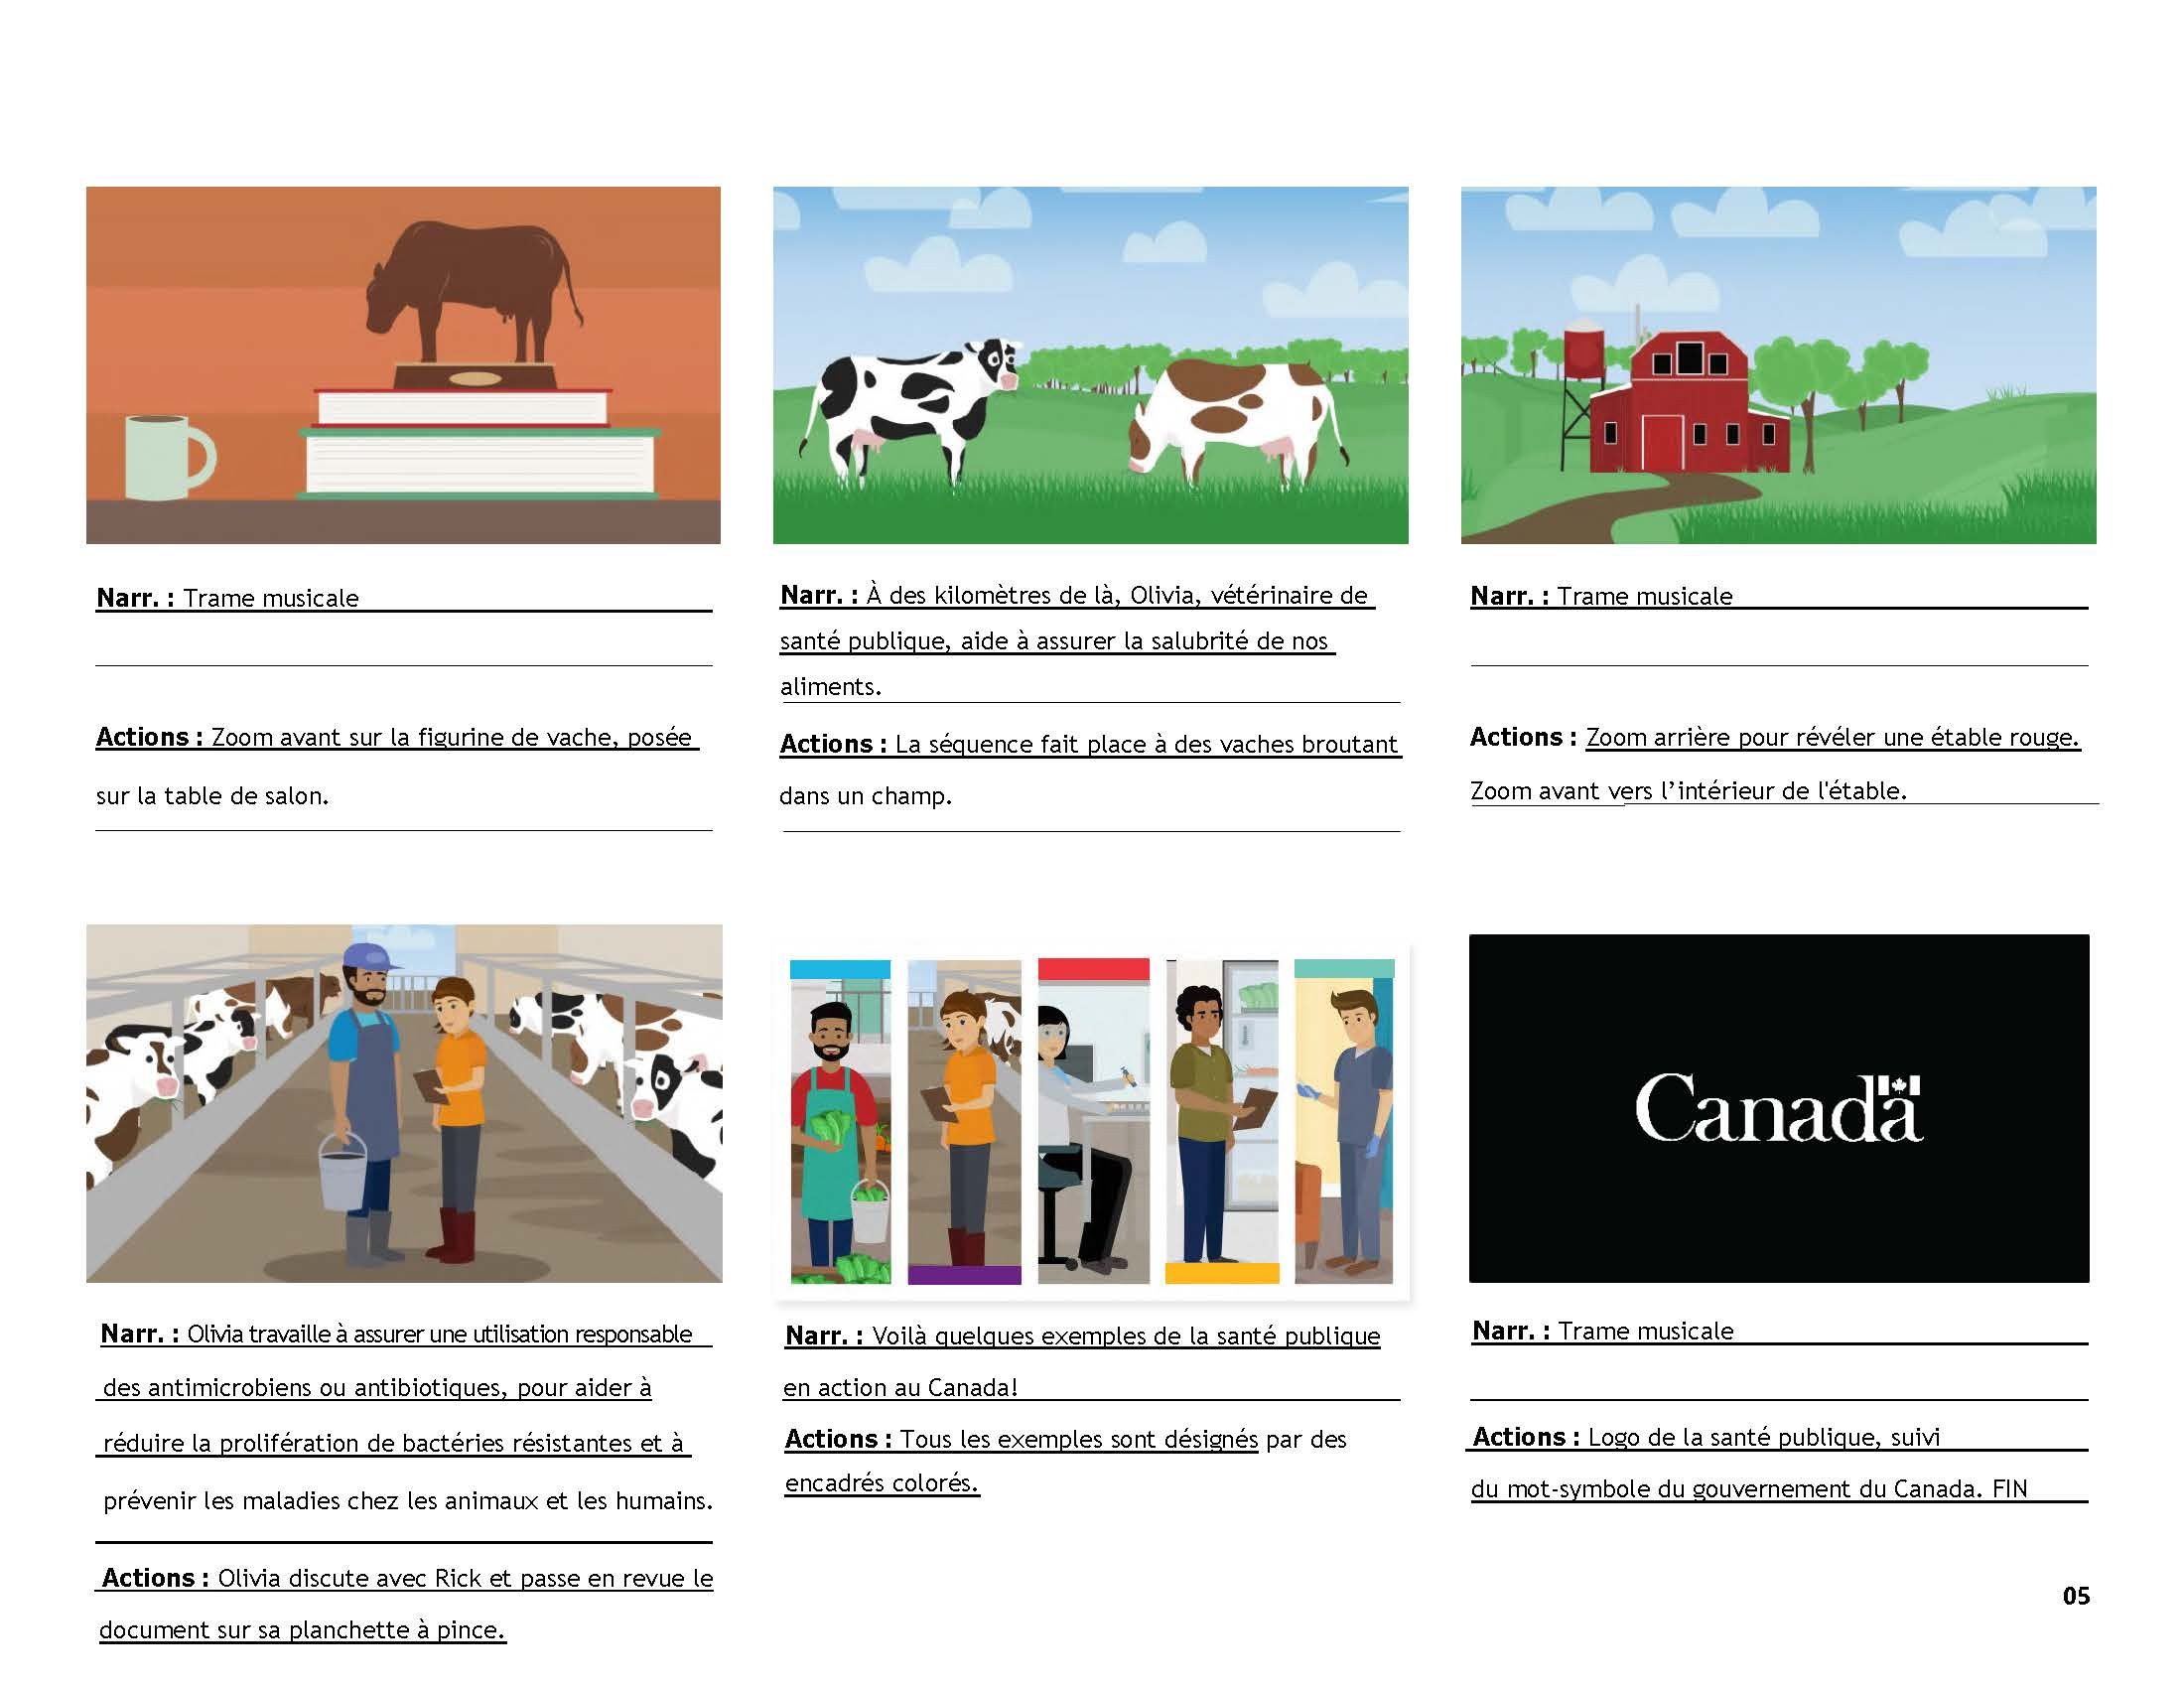 Narr. : Trame musicale
Actions : Zoom avant sur la figurine de vache, posée
sur la table de salon.
Narr. : À des kilomètres de là, Olivia, vétérinaire de
santé publique, aide à assurer la salubrité de nos
aliments.
Actions : La séquence fait place à des vaches broutant
dans un champ.
Narr. : Trame musicale
Actions : Zoom arrière pour révéler une étable rouge.
Zoom avant vers l’intérieur de l'étable.
Narr. : Olivia travaille à assurer une utilisation responsable
des antimicrobiens ou antibiotiques, pour aider à
réduire la prolifération de bactéries résistantes et à
prévenir les maladies chez les animaux et les humains.
Actions : Olivia discute avec Rick et passe en revue le
document sur sa planchette à pince.
Narr. : Voilà quelques exemples de la santé publique
en action au Canada!
Actions : Tous les exemples sont désignés par des
encadrés colorés.
Canada
Narr. : Trame musicale
Actions : Logo de la santé publique, suivi
du mot-symbole du gouvernement du Canada. FIN
05